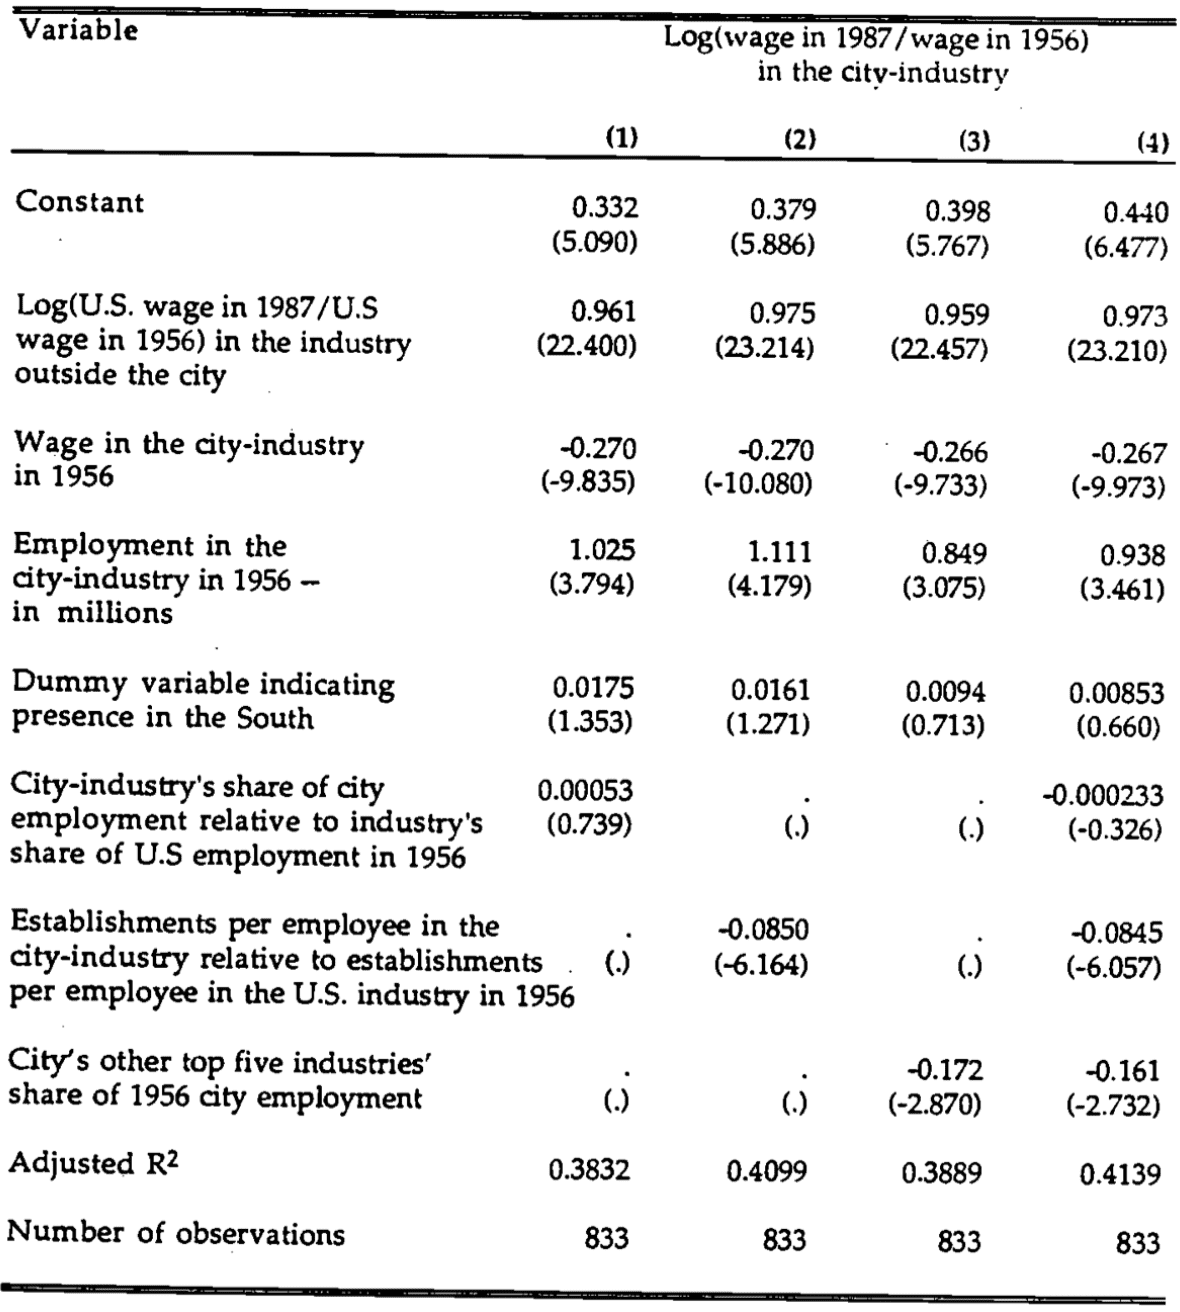 Variable Log(wage in 1987/wage in 1956)
in the city-industry
(1) (2) (3) (4)
Constant 0.332 0.379 0.398 0.440
(5.090) (5.886) (5.767) (6.477)
Log(U.S. wage in 1987/U.S 0.961 0.975 0.959 0.973
wage in 1956) in the industry (22.400) (23.214) (22.457) (23.210)
outside the city
Wage in the city-industry -0.270 -0.270 -0.266 -0.267
in 1956 (-9.835) (-10.080) (-9.733) (-9.973)
Employment in the 1.025 1.111 0.849 0.938
city-industry in 1956 – (3.794) (4.179) (3.075) (3.461)
in millions
Dummy variable indicating 0.0175 0.0161 0.0094 0.00853
presence in the South (1.353) (1.271) (0.713) (0.660)
City-industry's share of city 0.00053 . . -0.000233
employment relative to industry's (0.739) (.) (.) (-0.326)
share of U.S employment in 1956
Establishments per employee in the . -0.0850 . -0.0845
city-industry relative to establishments (.) (-6.164) (.) (-6.057)
per employee in the U.S. industry in 1956
City's other top five industries' . . -0.172 -0.161
share of 1956 city employment (.) (.) (-2.870) (-2.732)
Adjusted R² 0.3832 0.4099 0.3889 0.4139
Number of observations 833 833 833 833